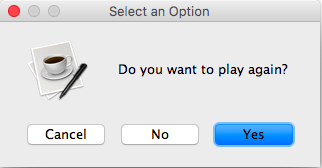 Select an Option
Do you want to play again?
Cancel
No
Yes